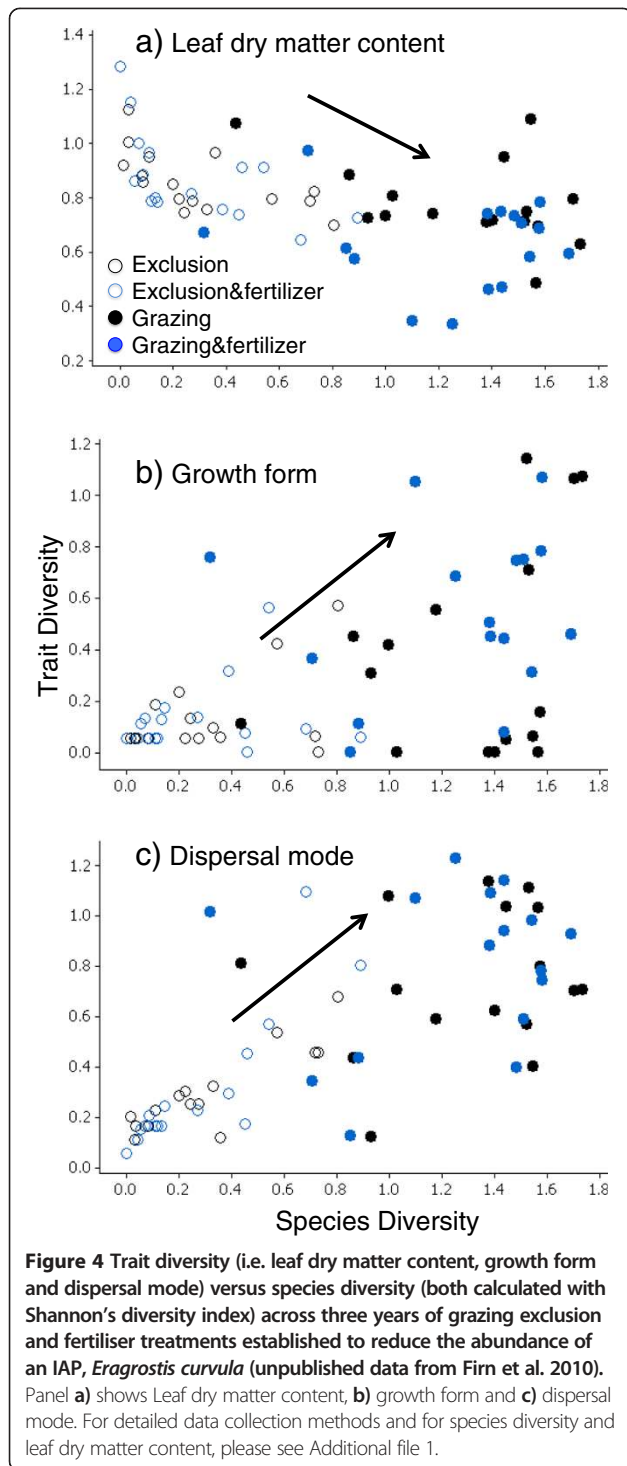 a) Leaf dry matter content
1.4
1.2
1.0
0.8
0.6
0.4
0.2
Exclusion
Exclusion&fertilizer
Grazing
Grazing&fertilizer
0.0 0.2 0.4 0.6 0.8 1.0 1.2 1.4 1.6 1.8
b) Growth form
1.2
1.0
0.8
0.6
0.4
0.2
0.0
0.0 0.2 0.4 0.6 0.8 1.0 1.2 1.4 1.6 1.8
Trait Diversity
c) Dispersal mode
1.2
1.0
0.8
0.6
0.4
0.2
0.0
0.0 0.2 0.4 0.6 0.8 1.0 1.2 1.4 1.6 1.8
Species Diversity
Figure 4 Trait diversity (i.e. leaf dry matter content, growth form
and dispersal mode) versus species diversity (both calculated with
Shannon's diversity index) across three years of grazing exclusion
and fertiliser treatments established to reduce the abundance of
an IAP, Eragrostis curvula (unpublished data from Firn et al. 2010).
Panel a) shows Leaf dry matter content, b) growth form and c) dispersal
mode. For detailed data collection methods and for species diversity and
leaf dry matter content, please see Additional file 1.